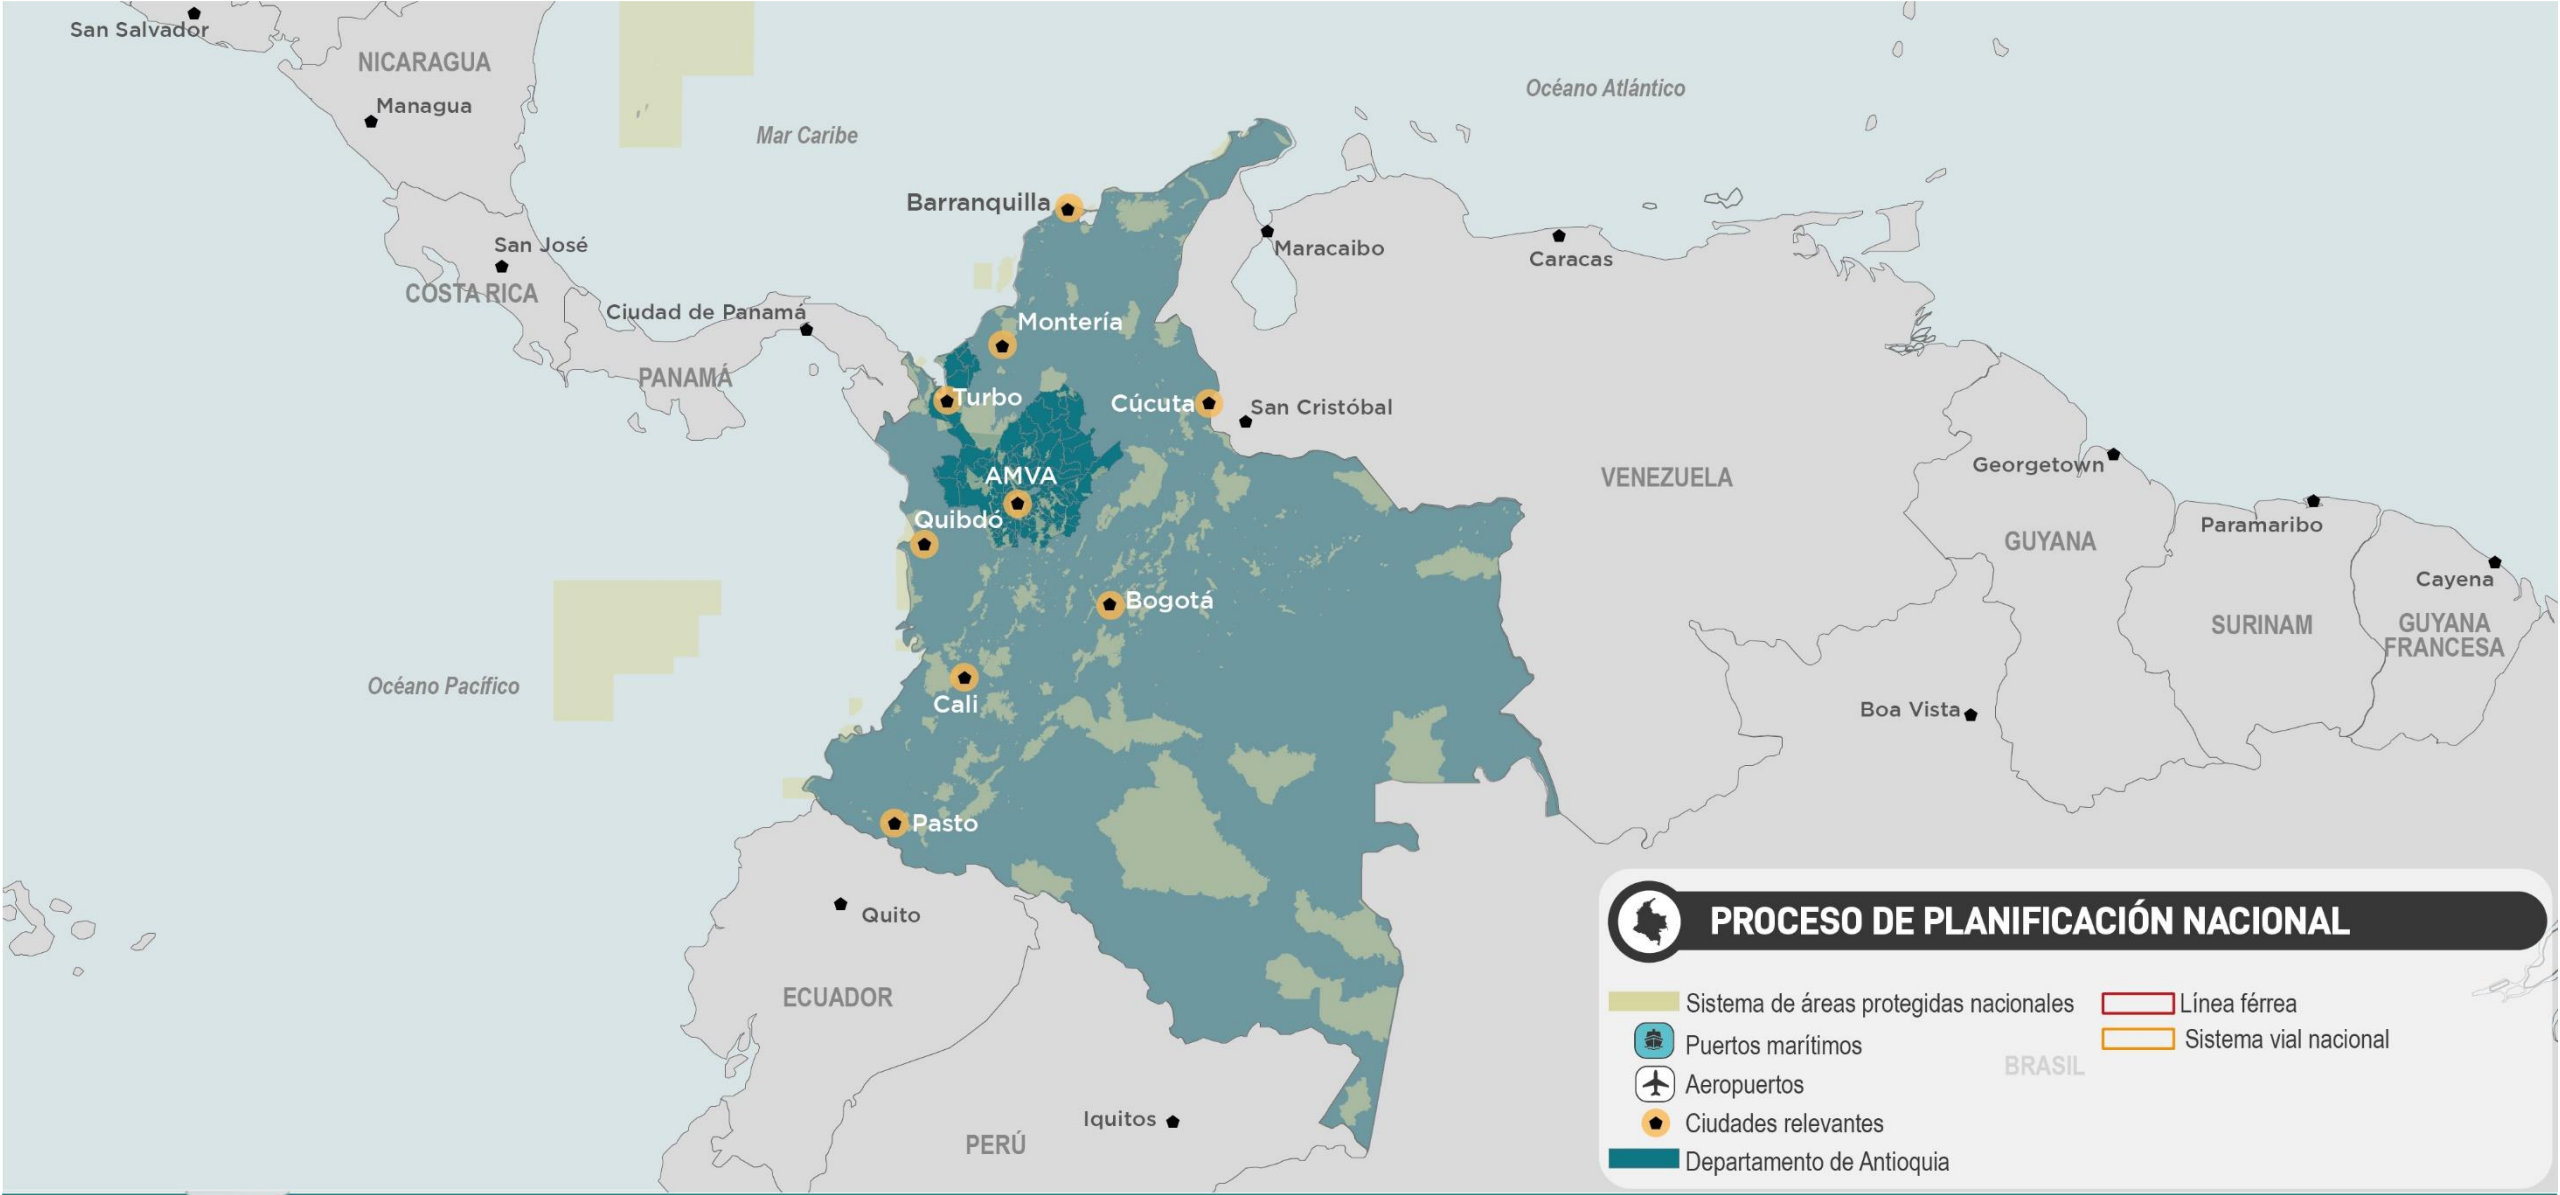 San Salvador
NICARAGUA
Managua
Océano Atlántico
Mar Caribe
Barranquilla
San José
COSTA RICA
Maracaibo
Caracas
Ciudad de Panamá
Montería
PANAMÁ
Turbo
Cúcuta
San Cristóbal
AMVA
VENEZUELA
Georgetown
Quibdó
GUYANA
Paramaribo
Cayena
Bogotá
SURINAM
GUYANA
FRANCESA
Océano Pacífico
Cali
Boa Vista
Pasto
Quito
ECUADOR
Iquitos
PERÚ
PROCESO DE PLANIFICACIÓN NACIONAL
Sistema de áreas protegidas nacionales
Línea férrea
Puertos marítimos
Sistema vial nacional
BRASIL
Aeropuertos
Ciudades relevantes
Departamento de Antioquia